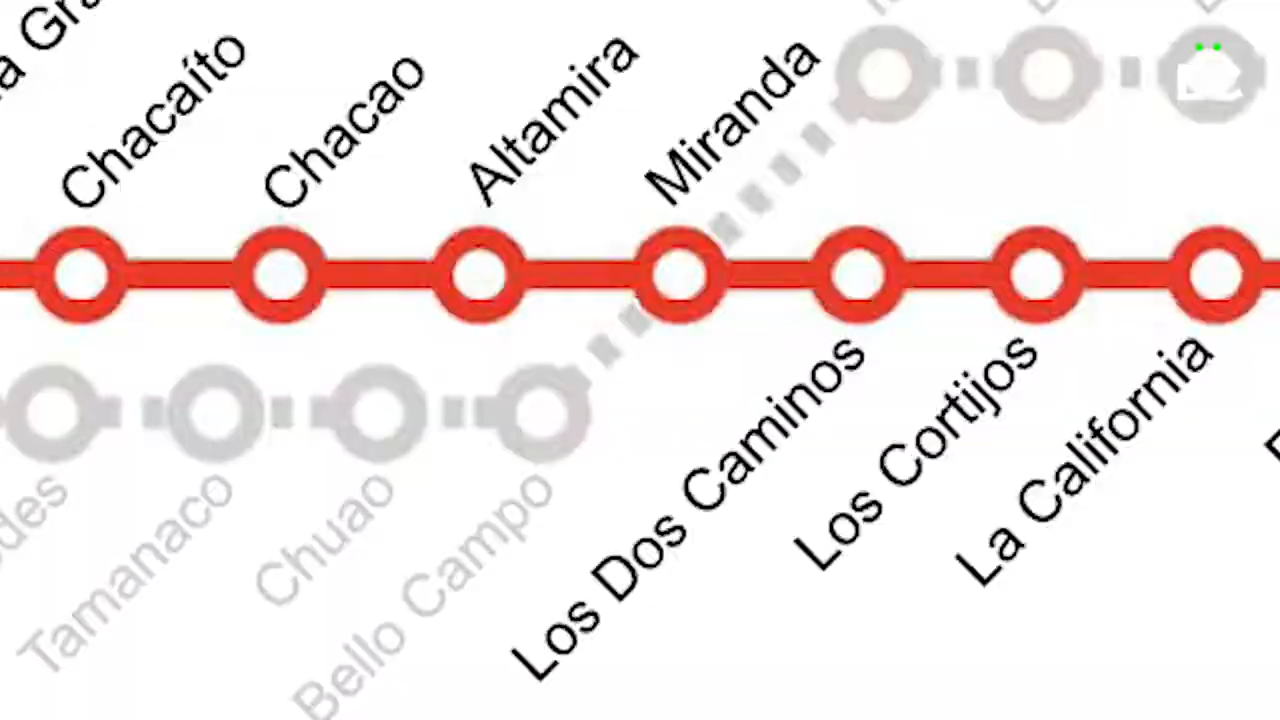 Chacaíto
Chacao
Altamira
Miranda
Los Dos Caminos
Los Cortijos
La California
Tamanaco
Chuao
Bello Campo